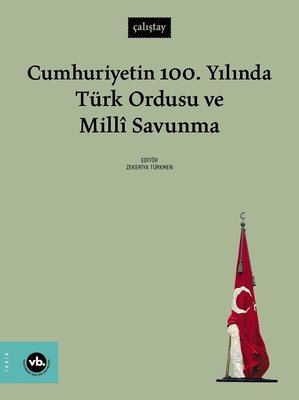 çalıştay
Cumhuriyetin 100. Yılında
Türk Ordusu ve
Millî Savunma
EDİTÖR
ZEKERİYA TÜRKMEN
TARİH
vb.